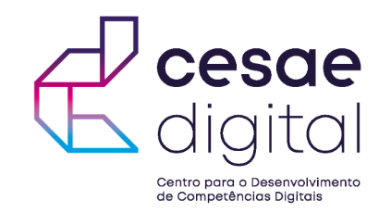 cesae
digital
Centro para o Desenvolvimento
de Competências Digitais